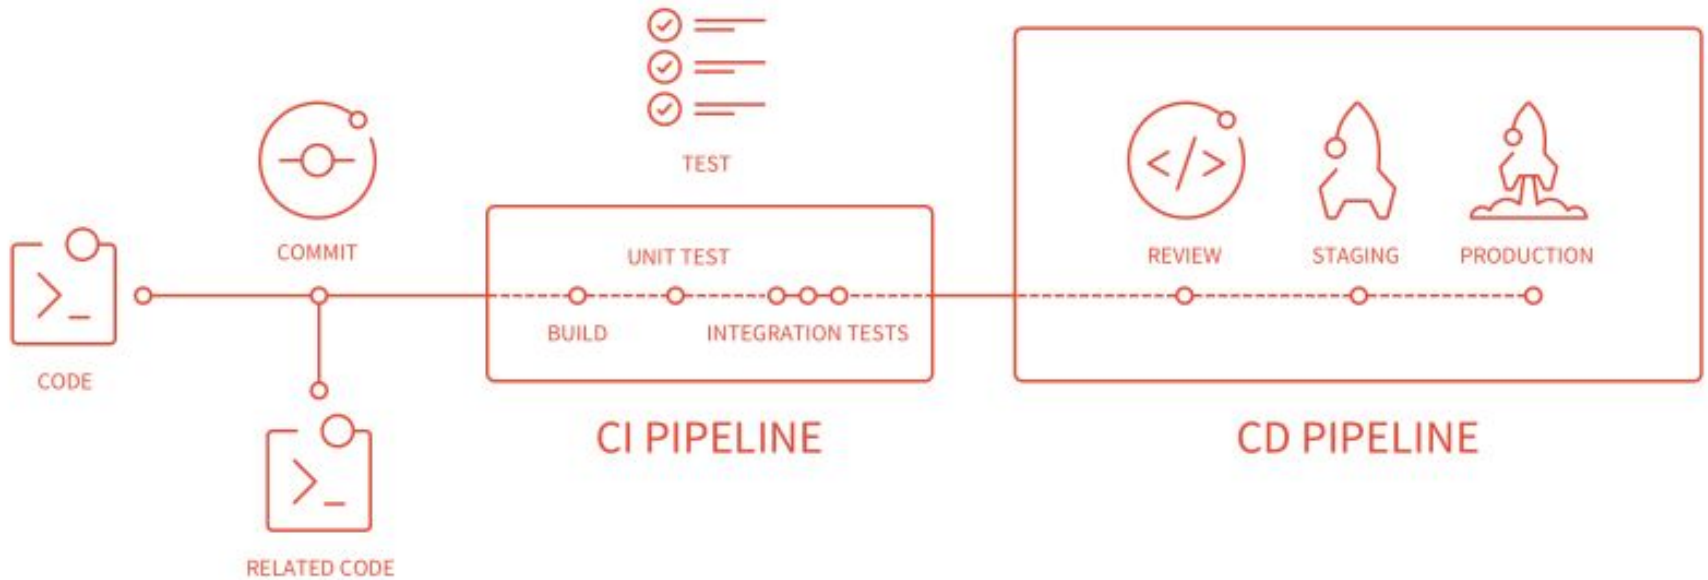 TEST
COMMIT
UNIT TEST
REVIEW
STAGING
PRODUCTION
BUILD
INTEGRATION TESTS
CODE
CI PIPELINE
CD PIPELINE
RELATED CODE